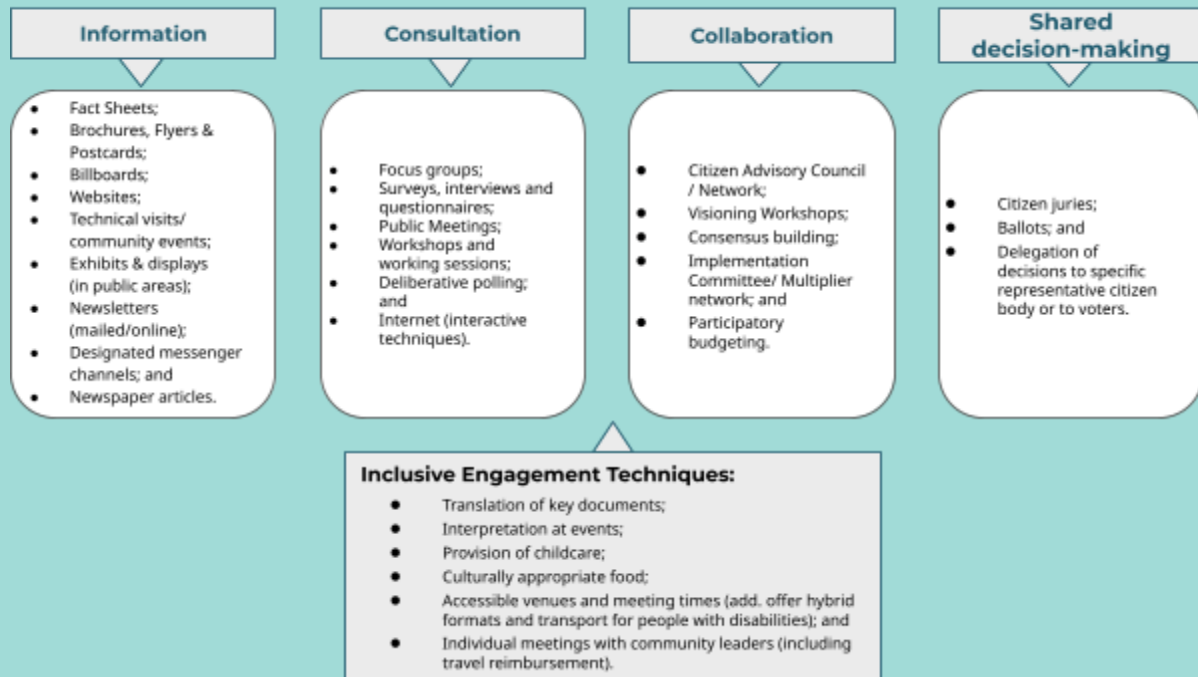 Information
● Fact Sheets;
● Brochures, Flyers &
Postcards;
● Billboards;
● Websites;
● Technical visits/
community events;
● Exhibits & displays
(in public areas);
● Newsletters
(mailed/online);
● Designated messenger
channels; and
● Newspaper articles.
Consultation
● Focus groups;
● Surveys, interviews and
questionnaires;
● Public Meetings;
● Workshops and
working sessions;
● Deliberative polling;
and
● Internet (interactive
techniques).
Collaboration
● Citizen Advisory Council
/ Network;
● Visioning Workshops;
● Consensus building;
● Implementation
Committee/ Multiplier
network; and
● Participatory
budgeting.
Shared
decision-making
● Citizen juries;
● Ballots; and
● Delegation of
decisions to specific
representative citizen
body or to voters.
Inclusive Engagement Techniques:
● Translation of key documents;
● Interpretation at events;
● Provision of childcare;
● Culturally appropriate food;
● Accessible venues and meeting times (add. offer hybrid
formats and transport for people with disabilities); and
● Individual meetings with community leaders (including
travel reimbursement).